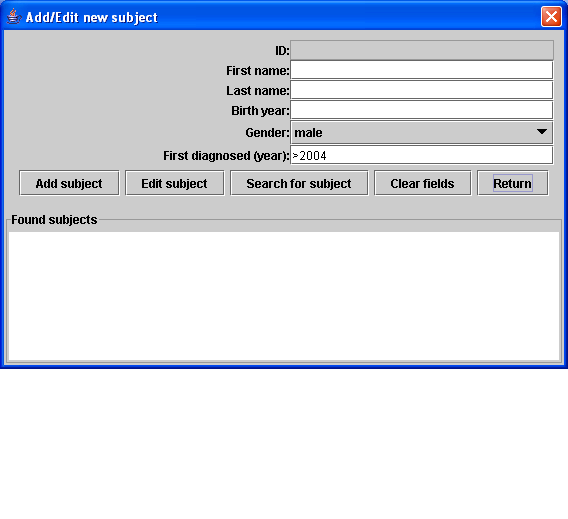 Add/Edit new subject
ID:
First name:
Last name:
Birth year:
Gender: male
First diagnosed (year): >2004
Add subject Edit subject Search for subject Clear fields Return
Found subjects